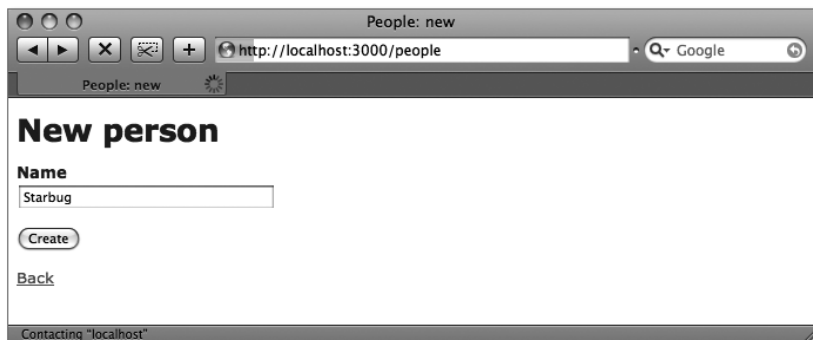 People: new
http://localhost:3000/people
Google
People: new
New person
Name
Starbug
Create
Back
Contacting "localhost"